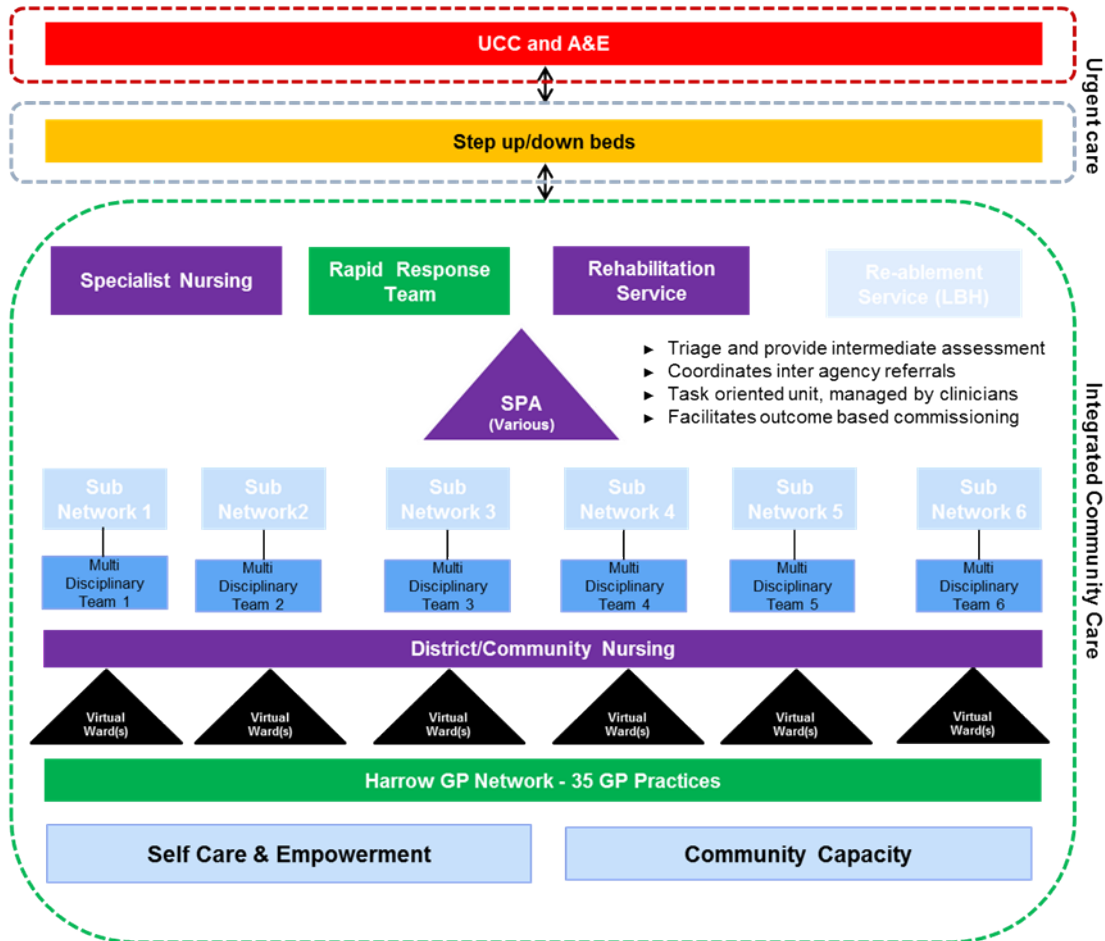 UCC and A&E
Urgent care
Step up/down beds
Specialist Nursing
Rapid Response
Team
Rehabilitation
Service
Re-ablement
Service (LBH)
► Triage and provide intermediate assessment
► Coordinates inter agency referrals
► Task oriented unit, managed by clinicians
► Facilitates outcome based commissioning
SPA
(Various)
Integrated Community Care
Sub
Network 1
Sub
Network2
Sub
Network 3
Sub
Network 4
Sub
Network 5
Sub
Network 6
Multi
Disciplinary
Team 1
Multi
Disciplinary
Team 2
Multi
Disciplinary
Team 3
Multi
Disciplinary
Team 4
Multi
Disciplinary
Team 5
Multi
Disciplinary
Team 6
District/Community Nursing
Virtual
Ward(s)
Virtual
Ward(s)
Virtual
Ward(s)
Virtual
Ward(s)
Virtual
Ward(s)
Virtual
Ward(s)
Harrow GP Network - 35 GP Practices
Self Care & Empowerment
Community Capacity